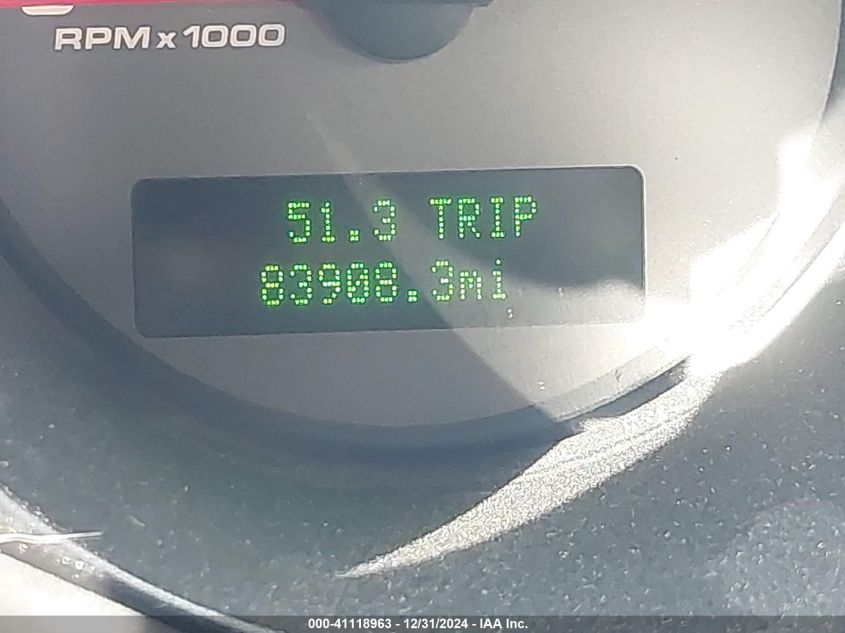 RPM x 1000
51.3 TRIP
83908.3mi
000-41118963 - 12/31/2024 - IAA Inc.